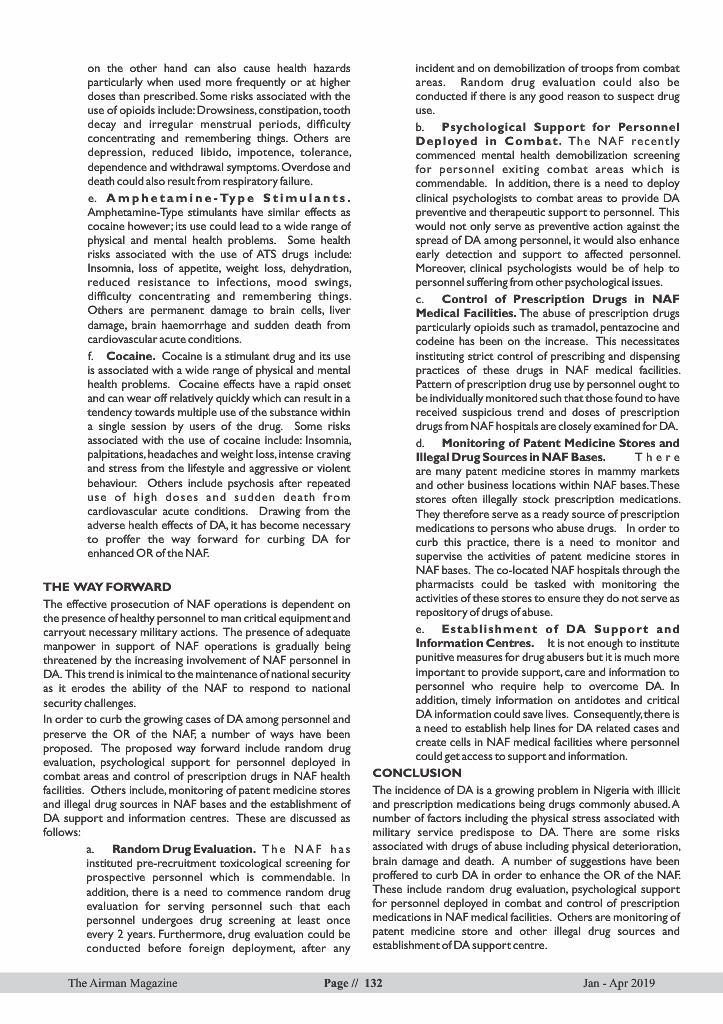 on the other hand can also cause health hazards
particularly when used more frequently or at higher
doses than prescribed. Some risks associated with the
use of opioids include: Drowsiness, constipation, tooth
decay and irregular menstrual periods, difficulty
concentrating and remembering things. Others are
depression, reduced libido, impotence, tolerance,
dependence and withdrawal symptoms. Overdose and
death could also result from respiratory failure.
e. Amphetamine-Type Stimulants.
Amphetamine-Type stimulants have similar effects as
cocaine however; its use could lead to a wide range of
physical and mental health problems. Some health
risks associated with the use of ATS drugs include:
Insomnia, loss of appetite, weight loss, dehydration,
reduced resistance to infections, mood swings,
difficulty concentrating and remembering things.
Others are permanent damage to brain cells, liver
damage, brain haemorrhage and sudden death from
cardiovascular acute conditions.
f. Cocaine. Cocaine is a stimulant drug and its use
is associated with a wide range of physical and mental
health problems. Cocaine effects have a rapid onset
and can wear off relatively quickly which can result in a
tendency towards multiple use of the substance within
a single session by users of the drug. Some risks
associated with the use of cocaine include: Insomnia,
palpitations, headaches and weight loss, intense craving
and stress from the lifestyle and aggressive or violent
behaviour. Others include psychosis after repeated
use of high doses and sudden death from
cardiovascular acute conditions. Drawing from the
adverse health effects of DA, it has become necessary
to proffer the way forward for curbing DA for
enhanced OR of the NAF.
THE WAY FORWARD
The effective prosecution of NAF operations is dependent on
the presence of healthy personnel to man critical equipment and
carryout necessary military actions. The presence of adequate
manpower in support of NAF operations is gradually being
threatened by the increasing involvement of NAF personnel in
DA. This trend is inimical to the maintenance of national security
as it erodes the ability of the NAF to respond to national
security challenges.
In order to curb the growing cases of DA among personnel and
preserve the OR of the NAF, a number of ways have been
proposed. The proposed way forward include random drug
evaluation, psychological support for personnel deployed in
combat areas and control of prescription drugs in NAF health
facilities. Others include, monitoring of patent medicine stores
and illegal drug sources in NAF bases and the establishment of
DA support and information centres. These are discussed as
follows:
a. Random Drug Evaluation. The NAF has
instituted pre-recruitment toxicological screening for
prospective personnel which is commendable. In
addition, there is a need to commence random drug
evaluation for serving personnel such that each
personnel undergoes drug screening at least once
every 2 years. Furthermore, drug evaluation could be
conducted before foreign deployment, after any
incident and on demobilization of troops from combat
areas. Random drug evaluation could also be
conducted if there is any good reason to suspect drug
use.
b. Psychological Support for Personnel
Deployed in Combat. The NAF recently
commenced mental health demobilization screening
for personnel exiting combat areas which is
commendable. In addition, there is a need to deploy
clinical psychologists to combat areas to provide DA
preventive and therapeutic support to personnel. This
would not only serve as preventive action against the
spread of DA among personnel, it would also enhance
early detection and support to affected personnel.
Moreover, clinical psychologists would be of help to
personnel suffering from other psychological issues.
c. Control of Prescription Drugs in NAF
Medical Facilities. The abuse of prescription drugs
particularly opioids such as tramadol, pentazocine and
codeine has been on the increase. This necessitates
instituting strict control of prescribing and dispensing
practices of these drugs in NAF medical facilities.
Pattern of prescription drug use by personnel ought to
be individually monitored such that those found to have
received suspicious trend and doses of prescription
drugs from NAF hospitals are closely examined for DA.
d. Monitoring of Patent Medicine Stores and
Illegal Drug Sources in NAF Bases. There
are many patent medicine stores in mammy markets
and other business locations within NAF bases. These
stores often illegally stock prescription medications.
They therefore serve as a ready source of prescription
medications to persons who abuse drugs. In order to
curb this practice, there is a need to monitor and
supervise the activities of patent medicine stores in
NAF bases. The co-located NAF hospitals through the
pharmacists could be tasked with monitoring the
activities of these stores to ensure they do not serve as
repository of drugs of abuse.
e. Establishment of DA Support and
Information Centres. It is not enough to institute
punitive measures for drug abusers but it is much more
important to provide support, care and information to
personnel who require help to overcome DA. In
addition, timely information on antidotes and critical
DA information could save lives. Consequently, there is
a need to establish help lines for DA related cases and
create cells in NAF medical facilities where personnel
could get access to support and information.
CONCLUSION
The incidence of DA is a growing problem in Nigeria with illicit
and prescription medications being drugs commonly abused. A
number of factors including the physical stress associated with
military service predispose to DA. There are some risks
associated with drugs of abuse including physical deterioration,
brain damage and death. A number of suggestions have been
proffered to curb DA in order to enhance the OR of the NAF.
These include random drug evaluation, psychological support
for personnel deployed in combat and control of prescription
medications in NAF medical facilities. Others are monitoring of
patent medicine store and other illegal drug sources and
establishment of DA support centre.
The Airman Magazine
Page // 132
Jan - Apr 2019